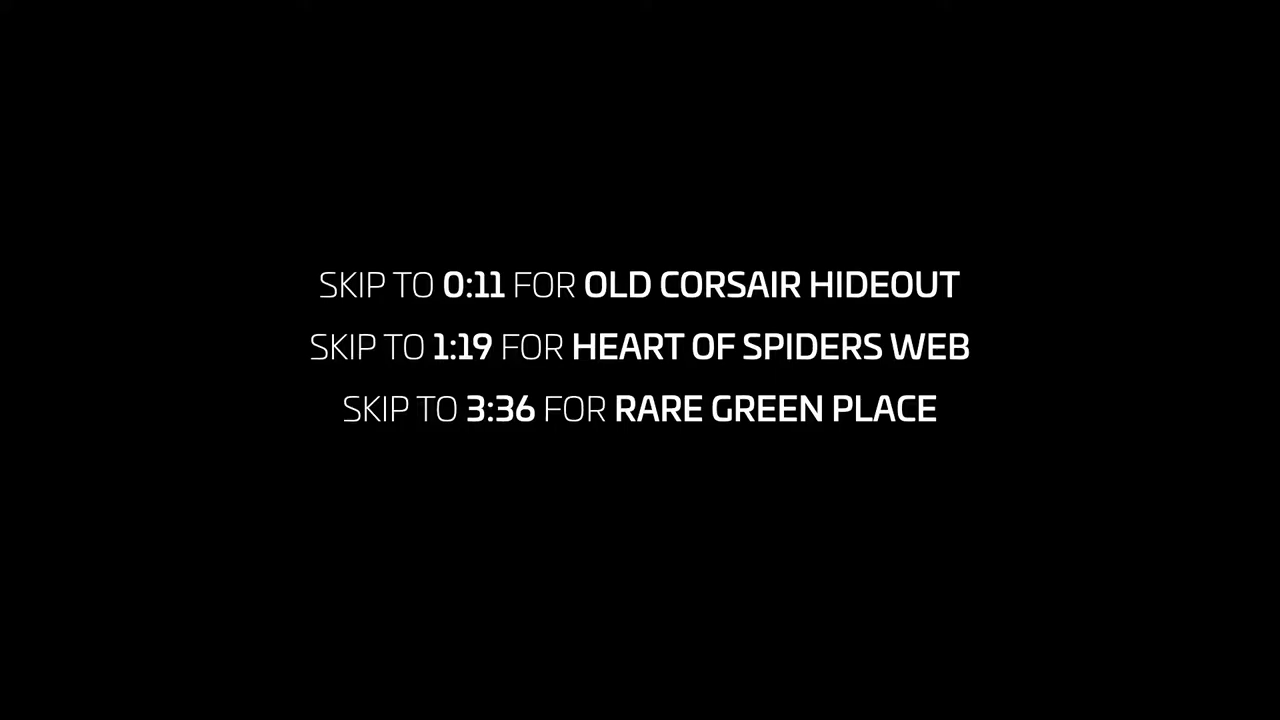 SKIP TO 0:11 FOR OLD CORSAIR HIDEOUT
SKIP TO 1:19 FOR HEART OF SPIDERS WEB
SKIP TO 3:36 FOR RARE GREEN PLACE